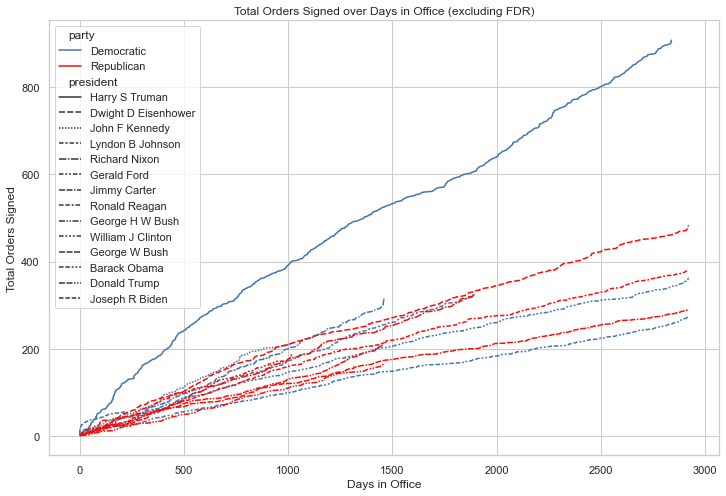 Total Orders Signed over Days in Office (excluding FDR)
party
Democratic
Republican
president
Harry S Truman
Dwight D Eisenhower
John F Kennedy
Lyndon B Johnson
Richard Nixon
Gerald Ford
Jimmy Carter
Ronald Reagan
George H W Bush
William J Clinton
George W Bush
Barack Obama
Donald Trump
Joseph R Biden
Total Orders Signed
800
600
400
200
0
0 500 1000 1500 2000 2500 3000
Days in Office